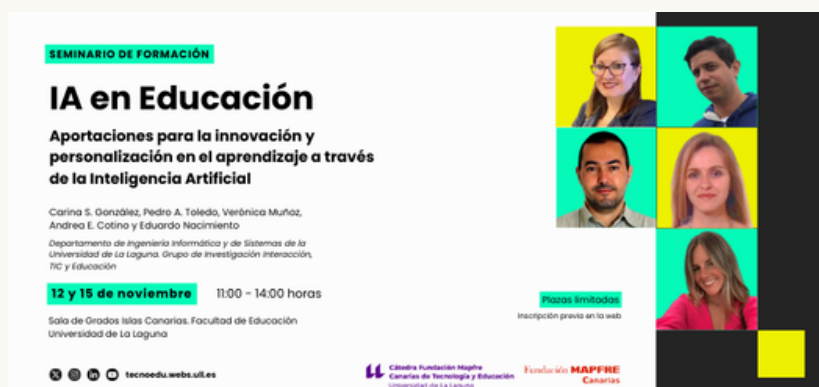 SEMINARIO DE FORMACIÓN
IA en Educación
Aportaciones para la innovación y
personalización en el aprendizaje a través
de la Inteligencia Artificial
Carina S. González, Pedro A. Toledo, Verónica Muñoz,
Andrea E. Cotino y Eduardo Nacimiento
Departamento de Ingeniería Informática y de Sistemas de la
Universidad de La Laguna. Grupo de Investigación Interacción,
TIC y Educación
12 y 15 de noviembre 11:00 - 14:00 horas
Sala de Grados Islas Canarias. Facultad de Educación
Universidad de La Laguna
Plazas limitadas
Inscripción previa en la web
tecnoedu.webs.ull.es
Cátedra Fundación Mapfre
Canarias de Tecnología y Educación
Universidad de La Laguna
Fundación MAPFRE
Canarias